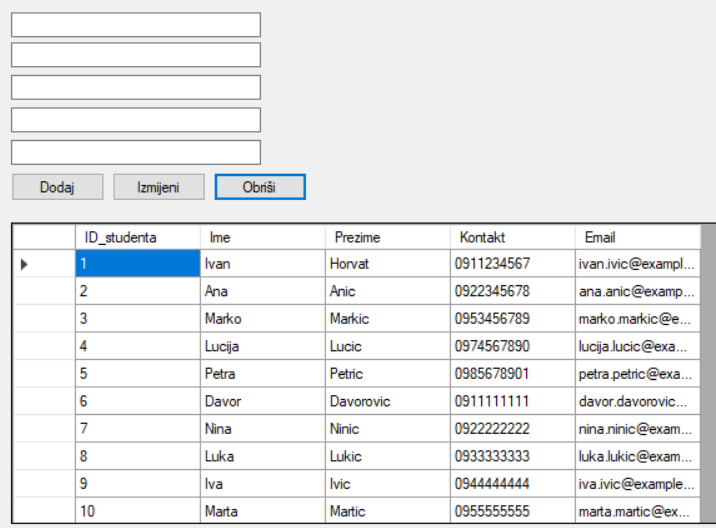 Dodaj Izmijeni Obriši
ID_studenta Ime Prezime Kontakt Email
1 Ivan Horvat 0911234567 ivan.ivic@exampl...
2 Ana Anic 0922345678 ana.anic@examp...
3 Marko Markic 0953456789 marko.markic@e...
4 Lucija Lucic 0974567890 lucija.lucic@exa...
5 Petra Petric 0985678901 petra.petric@exa...
6 Davor Davorovic 0911111111 davor.davorovic...
7 Nina Ninic 0922222222 nina.ninic@exam...
8 Luka Lukic 0933333333 luka.lukic@exam...
9 Iva Ivic 0944444444 iva.ivic@example...
10 Marta Martic 0955555555 marta.martic@ex...